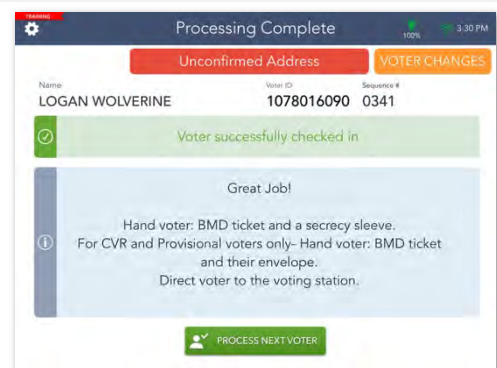 TRAINING
Processing Complete
100%
3:30 PM
Unconfirmed Address
VOTER CHANGES
Name
Voter ID
Sequence #
LOGAN WOLVERINE
1078016090
0341
Voter successfully checked in
Great Job!
Hand voter: BMD ticket and a secrecy sleeve.
For CVR and Provisional voters only- Hand voter: BMD ticket
and their envelope.
Direct voter to the voting station.
PROCESS NEXT VOTER